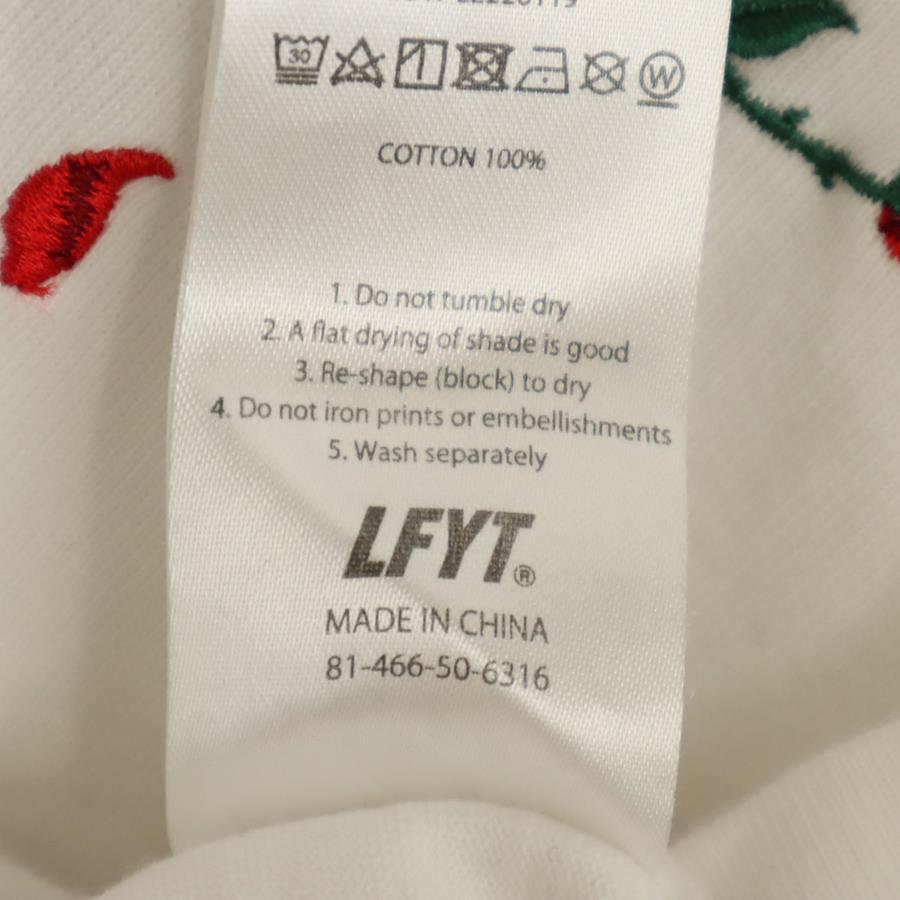 30
W
COTTON 100%
1. Do not tumble dry
2. A flat drying of shade is good
3. Re-shape (block) to dry
4. Do not iron prints or embellishments
5. Wash separately
LFYT®
MADE IN CHINA
81-466-50-6316